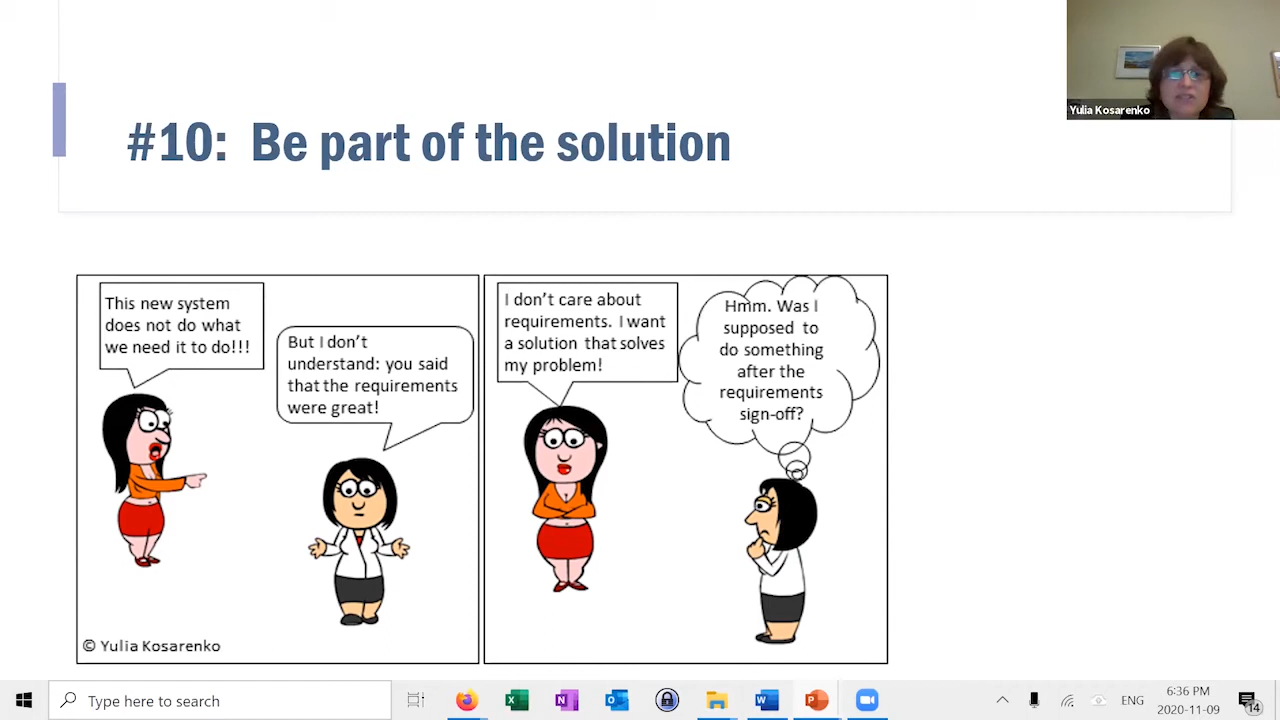 Yulia Kosarenko
#10: Be part of the solution
This new system
does not do what
we need it to do!!!
But I don't
understand: you said
that the requirements
were great!
I don't care about
requirements. I want
a solution that solves
my problem!
Hmm. Was I
supposed to
do something
after the
requirements
sign-off?
© Yulia Kosarenko
Type here to search
ENG
6:36 PM
2020-11-09
14